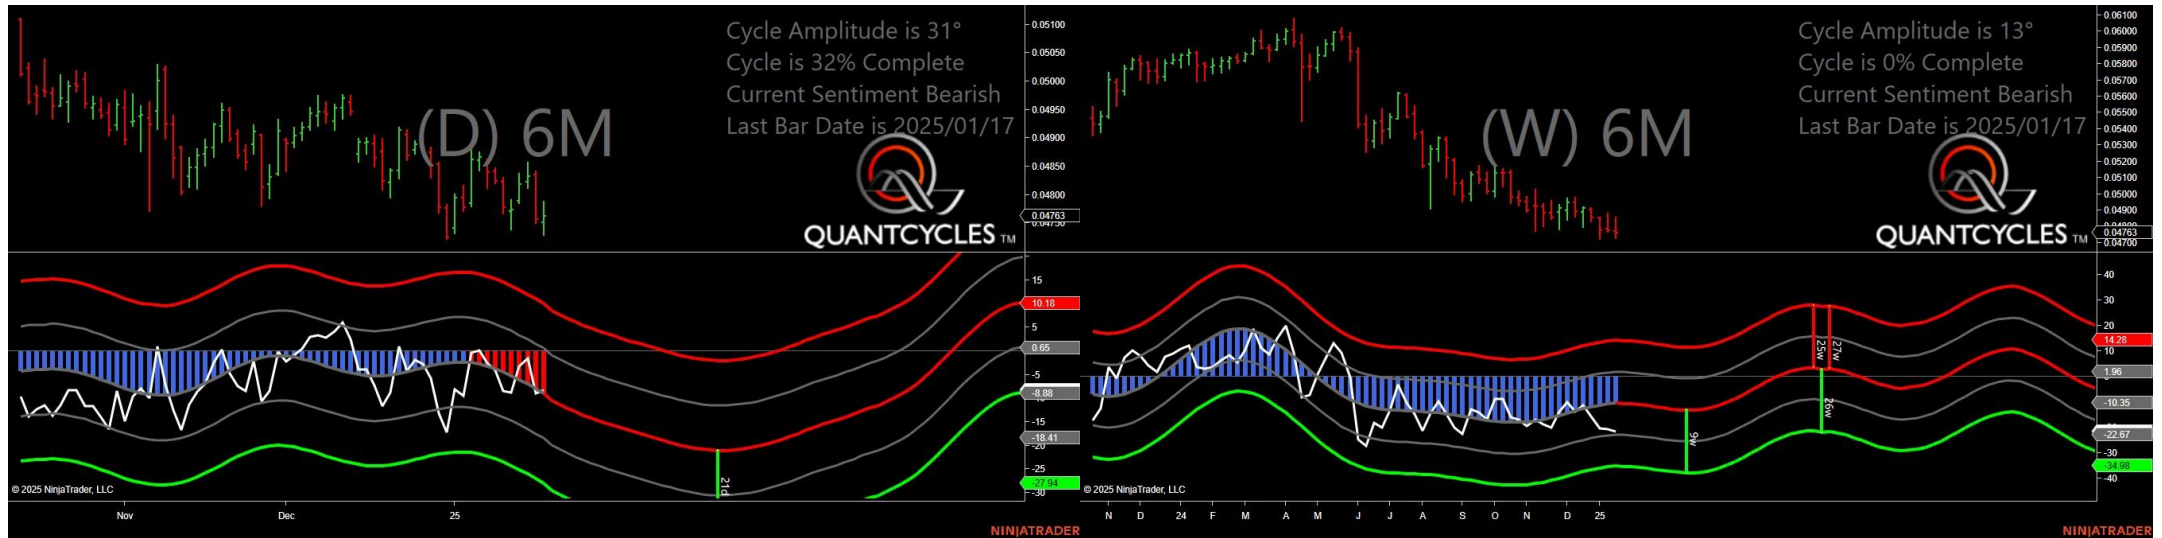 Cycle Amplitude is 31°
Cycle is 32% Complete
Current Sentiment Bearish
Last Bar Date is 2025/01/17
(D) 6M
QUANTCYCLES TM
0.05100
0.05050
0.05000
0.04950
0.04900
0.04850
0.04800
0.04763
0.04750
15
10.18
5
0.65
-5
-8.88
-15
-18.41
-20
-25
-27.94
-30
21d
© 2025 NinjaTrader, LLC
Nov
Dec
25
NINJATRADER
Cycle Amplitude is 13°
Cycle is 0% Complete
Current Sentiment Bearish
Last Bar Date is 2025/01/17
(W) 6M
QUANTCYCLES TM
0.06100
0.06000
0.05900
0.05800
0.05700
0.05600
0.05500
0.05400
0.05300
0.05200
0.05100
0.05000
0.04900
0.04763
0.04700
40
30
20
14.28
10
1.96
-10.35
-22.67
-30
-34.98
-40
9w
25w
27w
26w
© 2025 NinjaTrader, LLC
N D 24 F M A M J J A S O N D 25
NINJATRADER